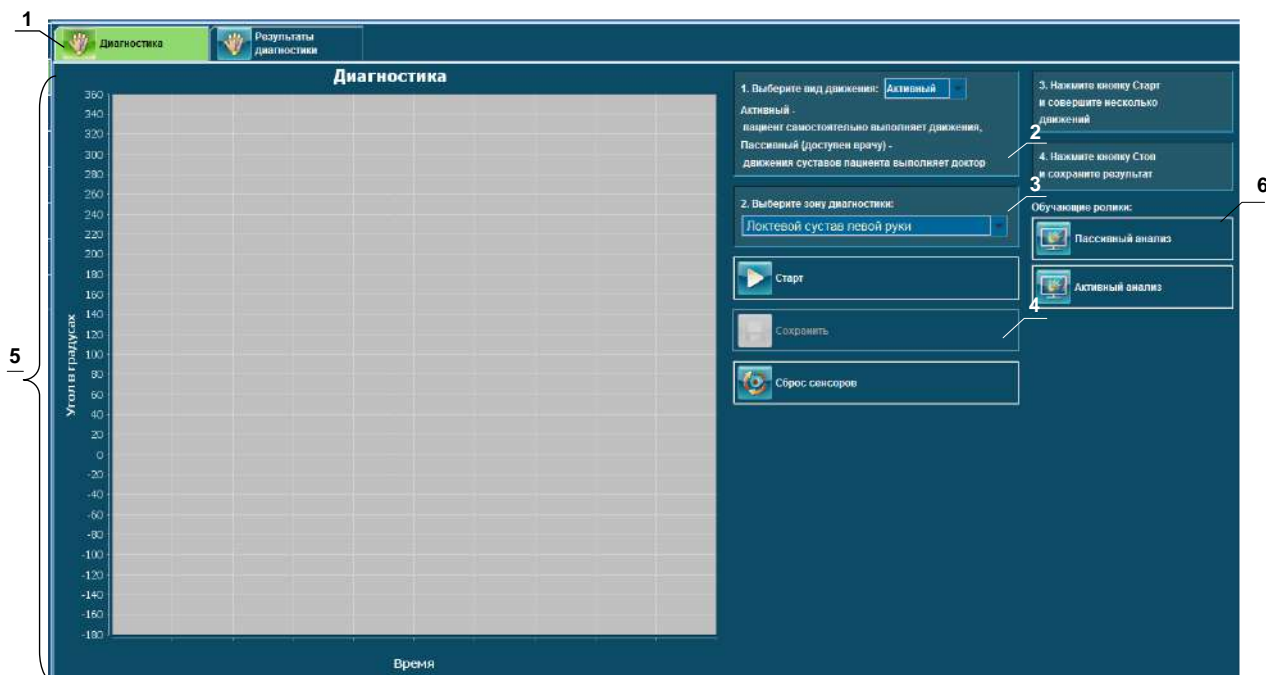 1
Диагностика
Результаты
диагностики
Диагностика
360
340
320
300
280
260
240
220
200
180
160
140
120
100
80
60
40
20
0
-20
-40
-60
-80
-100
-120
-140
-160
-180
Угол в градусах
Время
5
1. Выберите вид движения: Активный
Активный -
пациент самостоятельно выполняет движения,
Пассивный (доступен врачу) -
движения суставов пациента выполняет доктор
2
2. Выберите зону диагностики:
Локтевой сустав левой руки
3
Старт
Сохранить
4
Сброс сенсоров
3. Нажмите кнопку Старт
и совершите несколько
движений
4. Нажмите кнопку Стоп
и сохраните результат
6
Обучающие ролики:
Пассивный анализ
Активный анализ